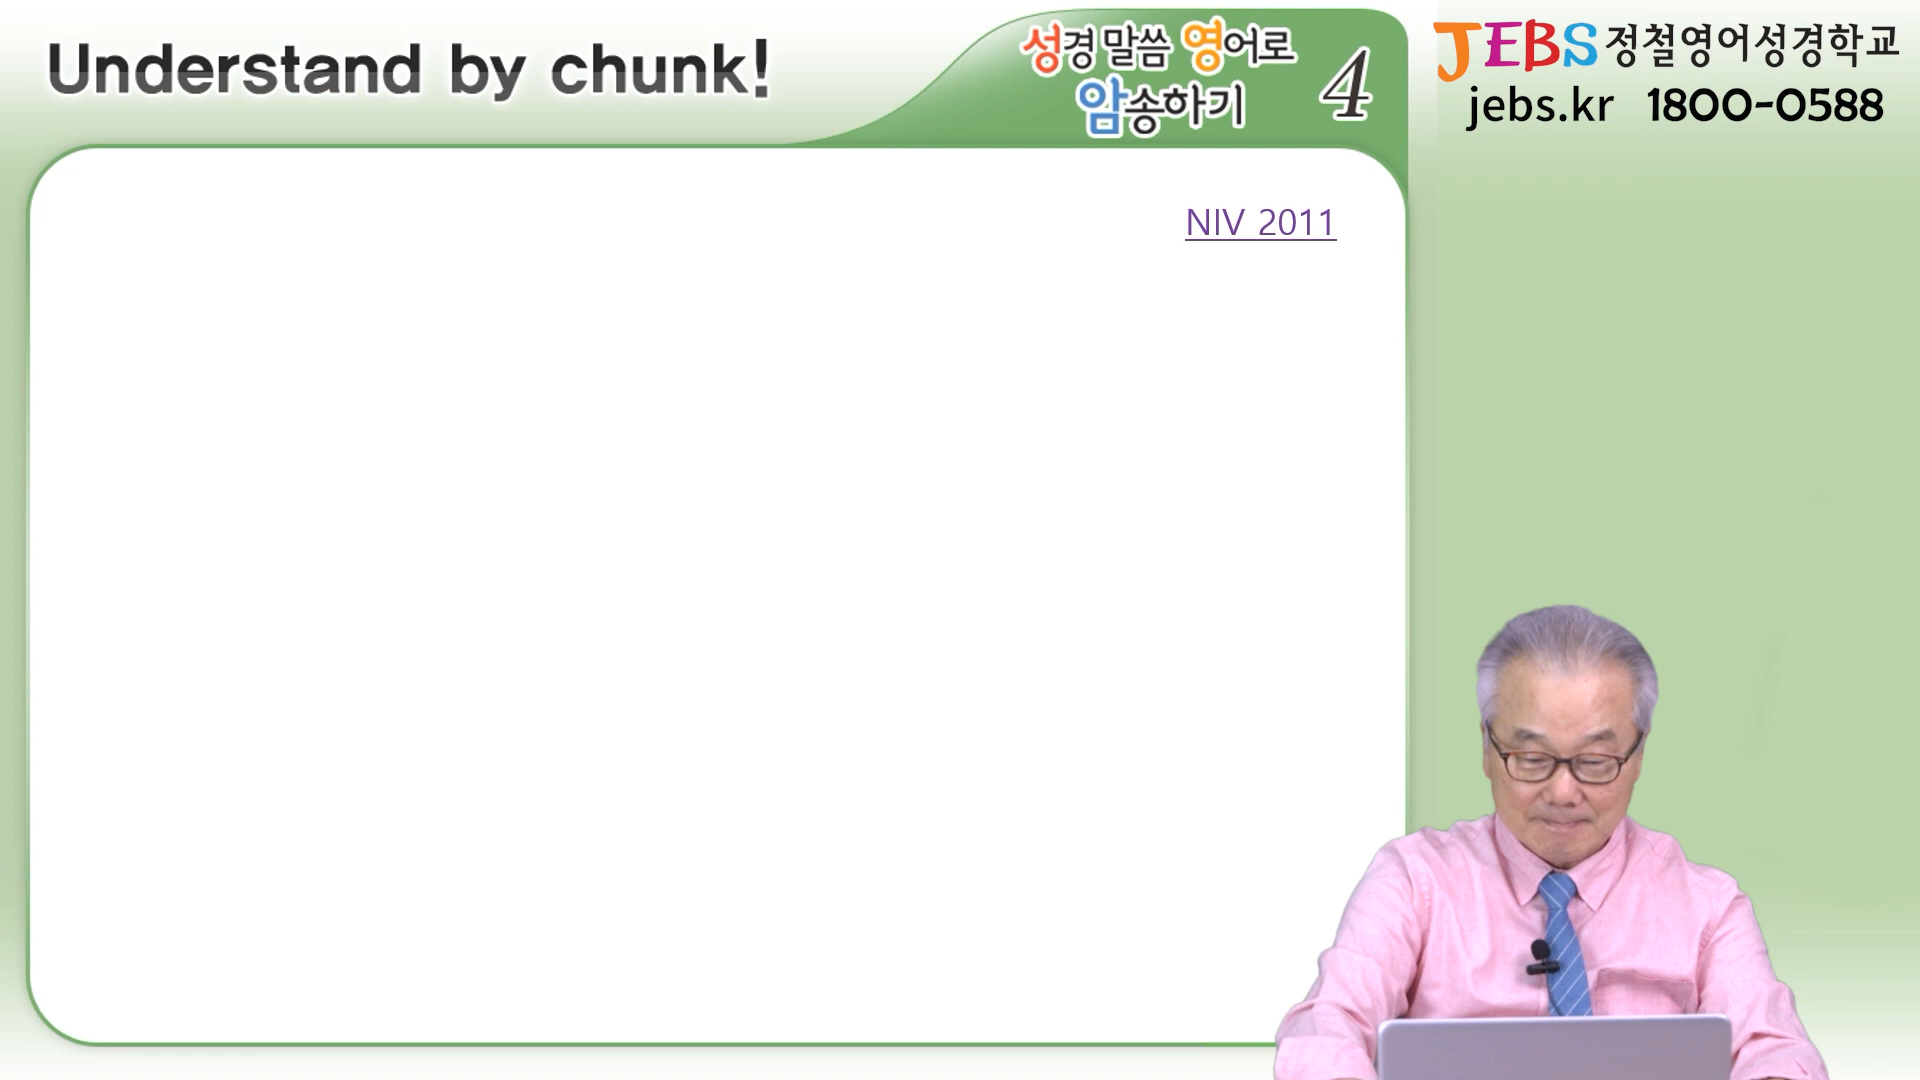 Understand by chunk!
성경 말씀 영어로
암송하기 4
JEBS 정철영어성경학교
jebs.kr 1800-0588
NIV 2011